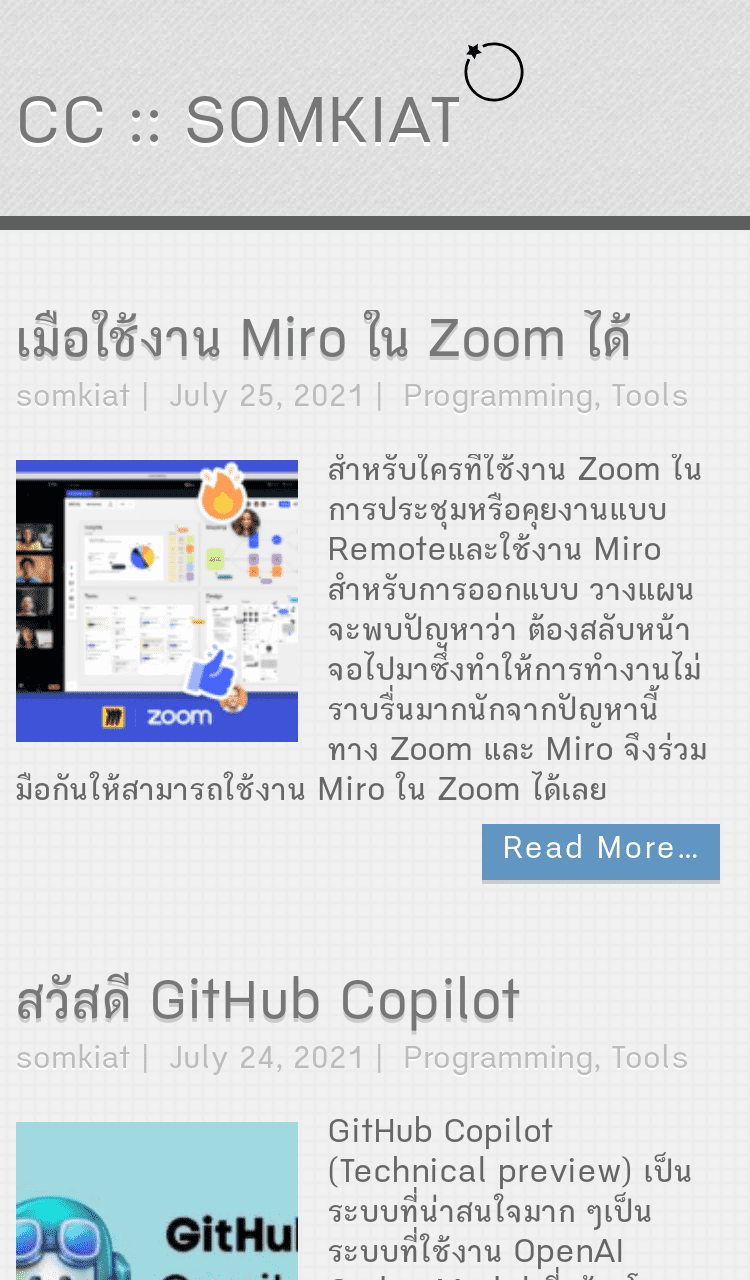 CC :: SOMKIAT
เมื่อใช้งาน Miro ใน Zoom ได้
somkiat | July 25, 2021 | Programming, Tools
สำหรับใครที่ใช้งาน Zoom ใน
การประชุมหรือคุยงานแบบ
Remoteและใช้งาน Miro
สำหรับการออกแบบ วางแผน
จะพบปัญหาว่า ต้องสลับหน้า
จอไปมาซึ่งทำให้การทำงานไม่
ราบรื่นมากนักจากปัญหานี้
ทาง Zoom และ Miro จึงร่วม
มือกันให้สามารถใช้งาน Miro ใน Zoom ได้เลย
zoom
Read More...
สวัสดี GitHub Copilot
somkiat | July 24, 2021 | Programming, Tools
GitHub Copilot
(Technical preview) เป็น
ระบบที่น่าสนใจมาก ๆเป็น
ระบบที่ใช้งาน OpenAI
GitHu